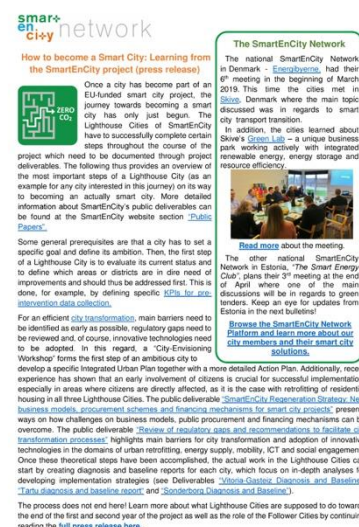 smart
en
city network
How to become a Smart City: Learning from
the SmartEnCity project (press release)
ZERO
CO₂
Once a city has become part of an
EU-funded smart city project, the
journey towards becoming a smart
city has only just begun. The
Lighthouse Cities of SmartEnCity
have to successfully complete certain
steps throughout the course of the
project which need to be documented through project
deliverables. The following thus provides an overview of
the most important steps of a Lighthouse City (as an
example for any city interested in this journey) on its way
to becoming an actually smart city. More detailed
information about SmartEnCity's public deliverables can
be found at the SmartEnCity website section "Public
Papers".
Some general prerequisites are that a city has to set a
specific goal and define its ambition. Then, the first step
of a Lighthouse City is to evaluate its current status and
to define which areas or districts are in dire need of
improvements and should thus be addressed first. This is
done, for example, by defining specific KPIs for pre-
intervention data collection.
For an efficient city transformation, main barriers need to
be identified as early as possible, regulatory gaps need to
be reviewed and, of course, innovative technologies need
to be adopted. In this regard, a "City-Envisioning
Workshop" forms the first step of an ambitious city to
develop a specific Integrated Urban Plan together with a more detailed Action Plan. Additionally, rece
experience has shown that an early involvement of citizens is crucial for successful implementatio
especially in areas where citizens are directly affected, as it is the case with retrofitting of residenti
housing in all three Lighthouse Cities. The public deliverable "SmartEnCity Regeneration Strategy: Ne
business models, procurement schemes and financing mechanisms for smart city projects" presen
ways on how challenges on business models, public procurement and financing mechanisms can b
overcome. The public deliverable "Review of regulatory gaps and recommendations to facilitate c
transformation processes" highlights main barriers for city transformation and adoption of innovativ
technologies in the domains of urban retrofitting, energy supply, mobility, ICT and social engagemen
Once these theoretical steps have been accomplished, the actual work in the Lighthouse Cities ca
start by creating diagnosis and baseline reports for each city, which focus on in-depth analyses f
developing implementation strategies (see Deliverables "Vitoria-Gasteiz Diagnosis and Baseline
"Tartu diagnosis and baseline report" and "Sonderborg Diagnosis and Baseline").
The process does not end here! Learn more about what Lighthouse Cities are supposed to do towa
the end of the first and second year of the project as well as the role of the Follower Cities by continui
reading the full press release here.
The SmartEnCity Network
The national SmartEnCity Network
in Denmark - Energibyerne, had their
6th meeting in the beginning of March
2019. This time the cities met in
Skive, Denmark where the main topic
discussed was in regards to smart
city transport transition.
In addition, the cities learned about
Skive's Green Lab – a unique business
park working actively with integrated
renewable energy, energy storage and
resource efficiency.
Read more about the meeting.
The other national SmartEnCity
Network in Estonia, "The Smart Energy
Club", plans their 3rd meeting at the end
of April where one of the main
discussions will be in regards to green
tenders. Keep an eye for updates from
Estonia in the next bulletins!
Browse the SmartEnCity Network
Platform and learn more about our
city members and their smart city
solutions.